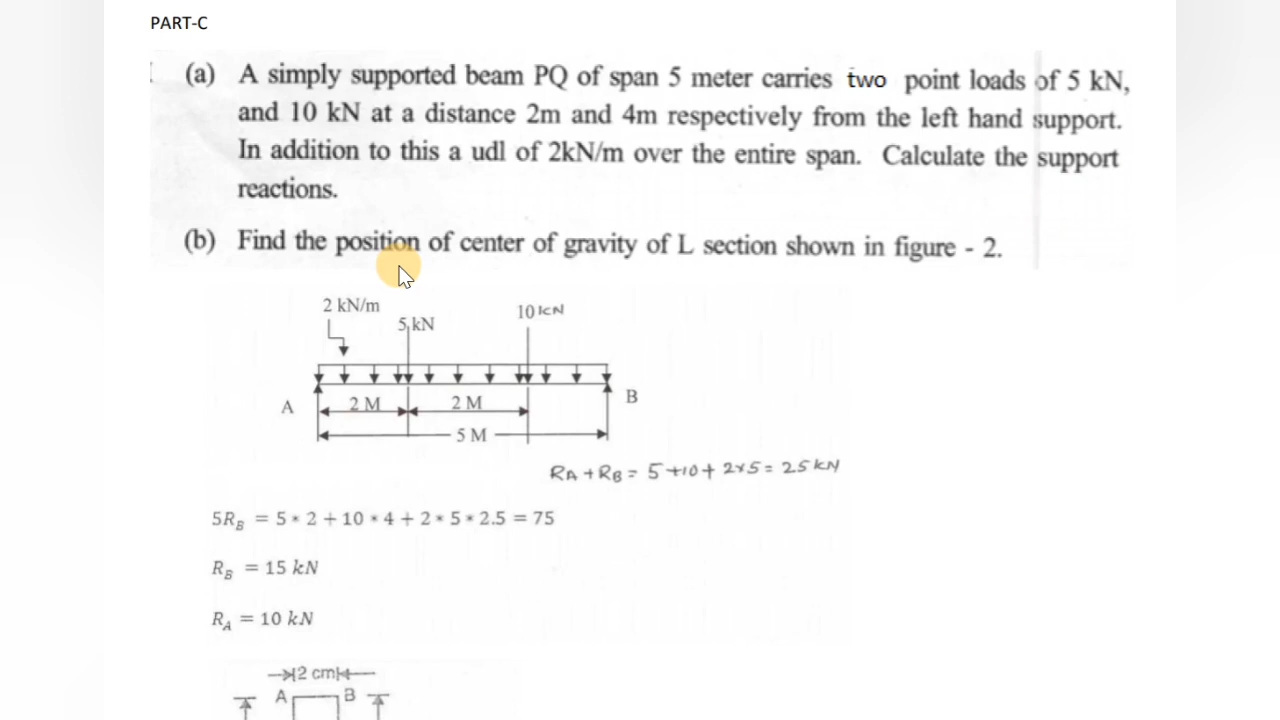 PART-C
(a) A simply supported beam PQ of span 5 meter carries two point loads of 5 kN,
and 10 kN at a distance 2m and 4m respectively from the left hand support.
In addition to this a udl of 2kN/m over the entire span. Calculate the support
reactions.
(b) Find the position of center of gravity of L section shown in figure - 2.
2 kN/m
5 kN
10 kN
A
2 M
2 M
B
5 M
RA + RB = 5+10+ 2×5 = 25 kN
5R_B = 5 * 2 + 10 * 4 + 2 * 5 * 2.5 = 75
R_B = 15 kN
R_A = 10 kN
2 cm
A B